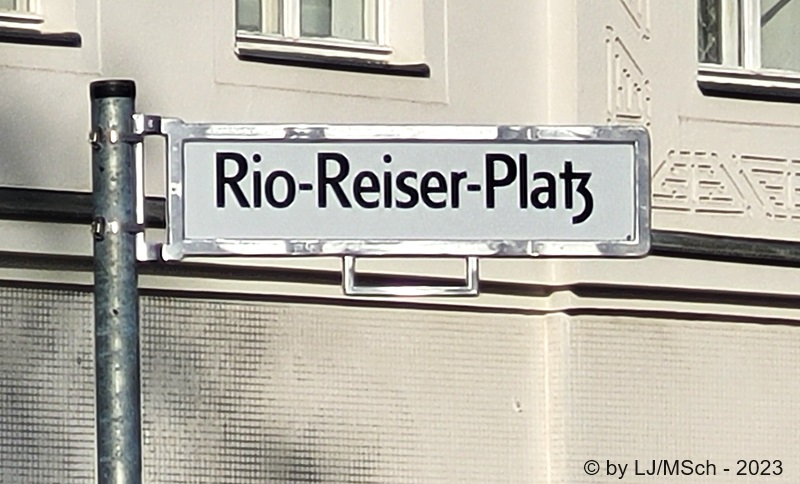 Rio-Reiser-Platz
© by LJ/MSch - 2023